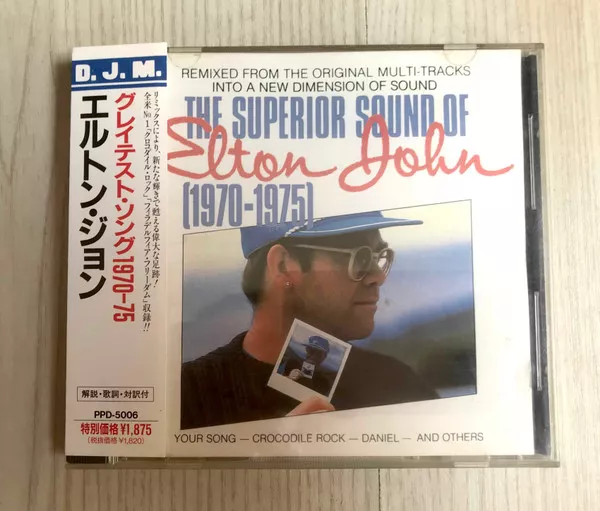 D.J.M.
リミックスにより、新たな輝きで甦る偉大な足跡!
全米No.1「クロコダイル・ロック」「フィラデルフィア・フリーダム」収録!!
グレイテスト・ソング1970-75
エルトン・ジョン
解説・歌詞・対訳付
PPD-5006
特別価格¥1,875
(税抜価格¥1,820)
REMIXED FROM THE ORIGINAL MULTI-TRACKS
INTO A NEW DIMENSION OF SOUND
THE SUPERIOR SOUND OF
Elton John
(1970-1975)
YOUR SONG – CROCODILE ROCK – DANIEL – AND OTHERS